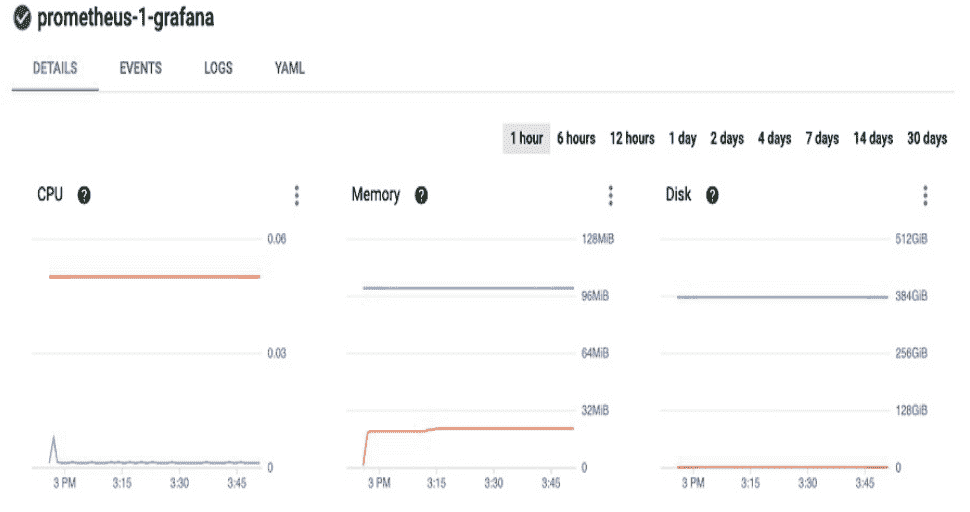 prometheus-1-grafana
DETAILS EVENTS LOGS YAML
1 hour 6 hours 12 hours 1 day 2 days 4 days 7 days 14 days 30 days
CPU ? Memory ? Disk ?
0.06 128MiB 512GiB
96MiB 384GiB
0.03 64MiB 256GiB
32MiB 128GiB
0 0 0
3 PM 3:15 3:30 3:45 3 PM 3:15 3:30 3:45 3 PM 3:15 3:30 3:45